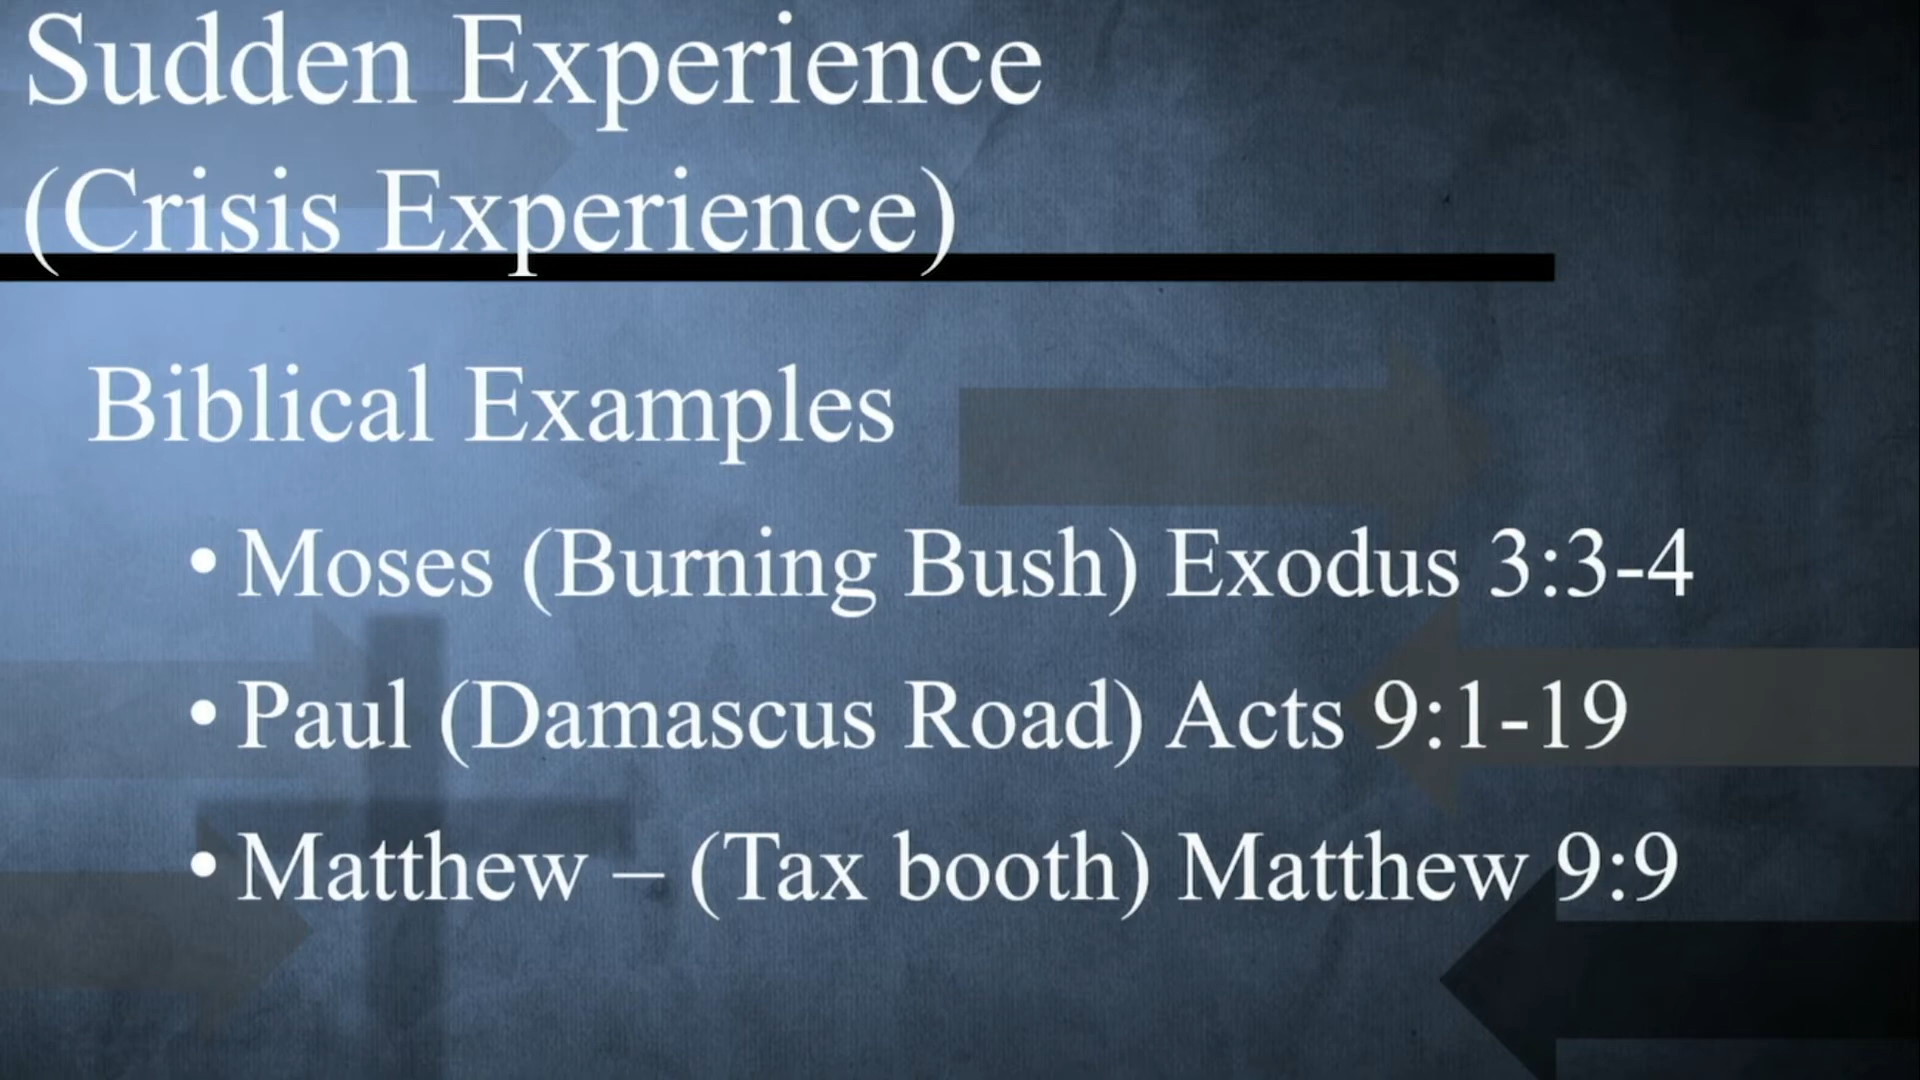 Sudden Experience
(Crisis Experience)
Biblical Examples
• Moses (Burning Bush) Exodus 3:3-4
• Paul (Damascus Road) Acts 9:1-19
• Matthew – (Tax booth) Matthew 9:9